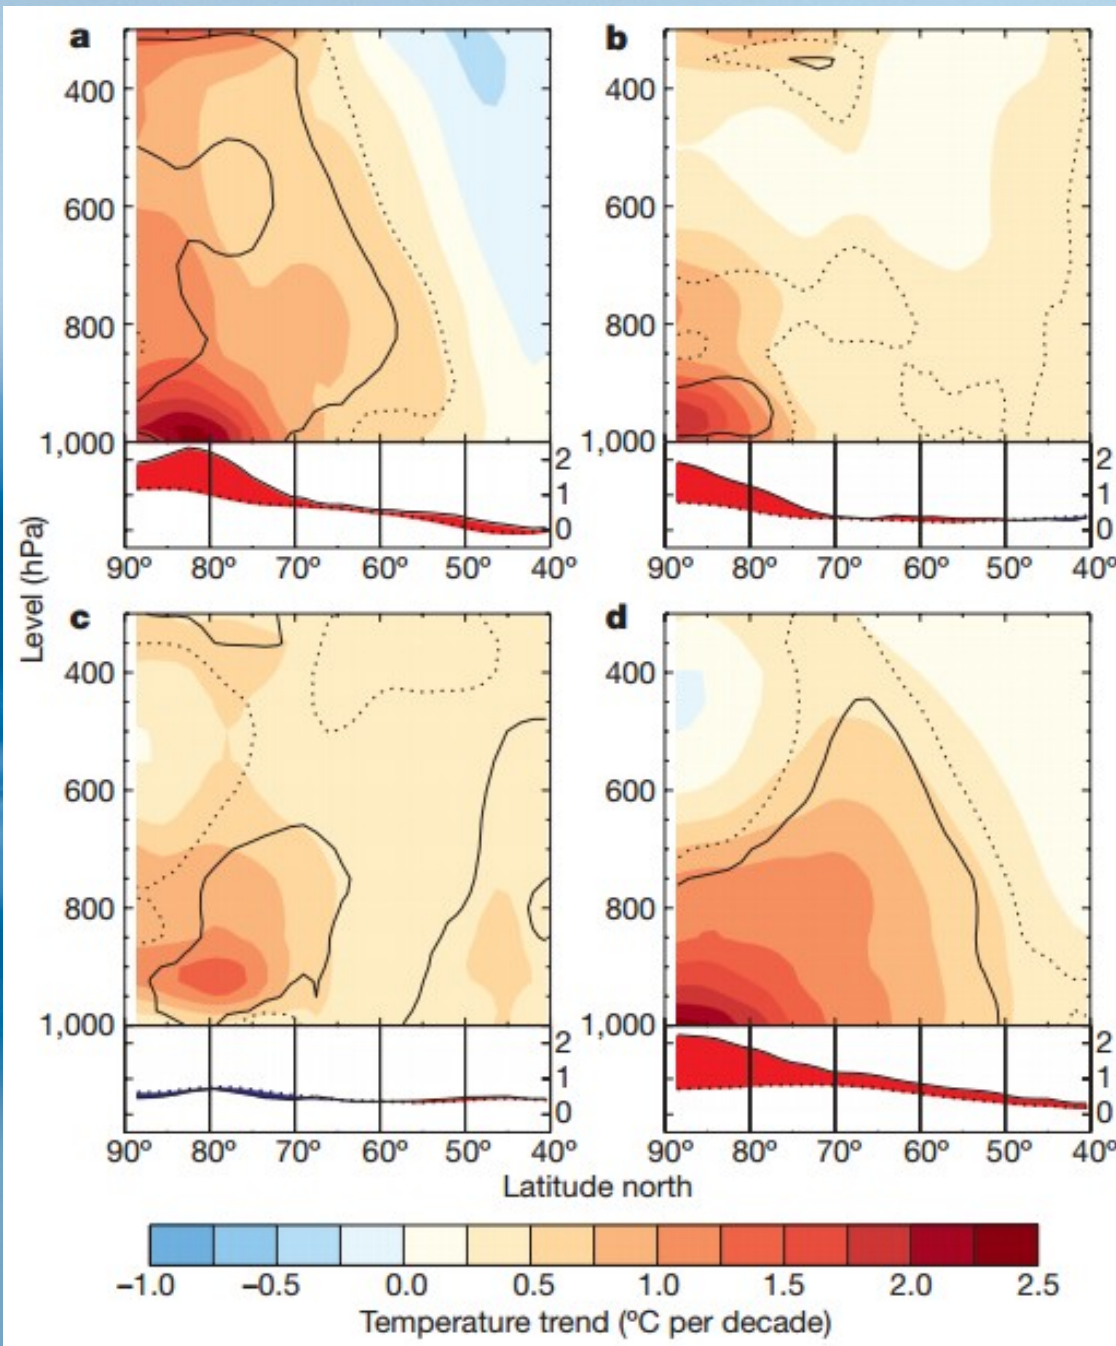 a
b
400
600
800
1,000
400
600
800
1,000
2
1
0
2
1
0
90º 80º 70º 60º 50º 40º
90º 80º 70º 60º 50º 40º
Level (hPa)
c
d
400
600
800
1,000
400
600
800
1,000
2
1
0
2
1
0
90º 80º 70º 60º 50º 40º
90º 80º 70º 60º 50º 40º
Latitude north
–1.0 –0.5 0.0 0.5 1.0 1.5 2.0 2.5
Temperature trend (ºC per decade)